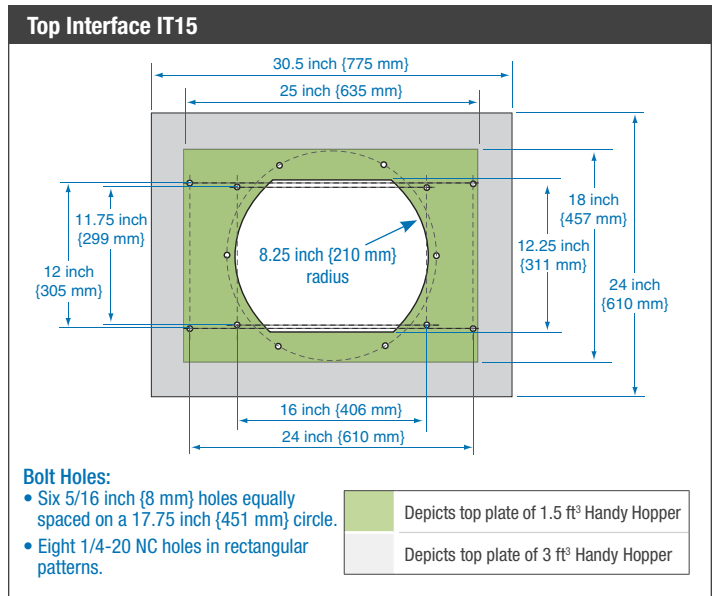 Top Interface IT15
30.5 inch {775 mm}
25 inch {635 mm}
11.75 inch
{299 mm}
12 inch
{305 mm}
8.25 inch {210 mm}
radius
18 inch
{457 mm}
12.25 inch
{311 mm}
24 inch
{610 mm}
16 inch {406 mm}
24 inch {610 mm}
Bolt Holes:
• Six 5/16 inch {8 mm} holes equally
spaced on a 17.75 inch {451 mm} circle.
• Eight 1/4-20 NC holes in rectangular
patterns.
Depicts top plate of 1.5 ft³ Handy Hopper
Depicts top plate of 3 ft³ Handy Hopper